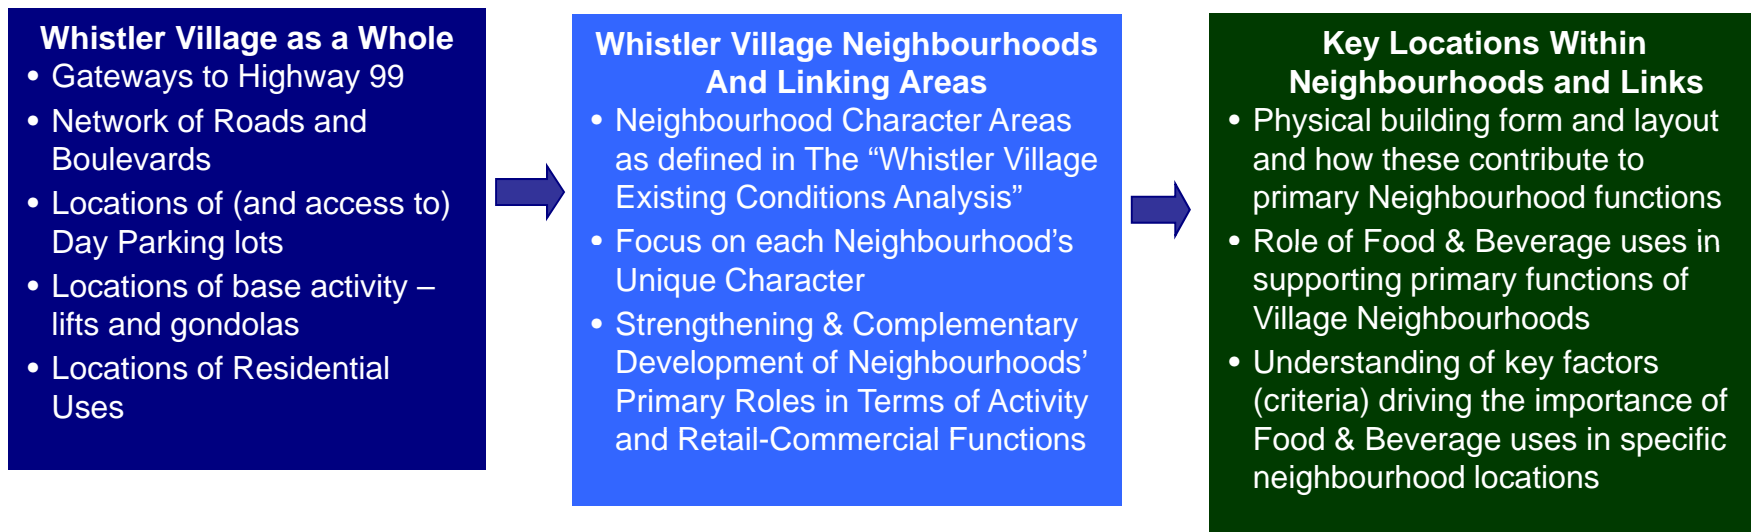 Whistler Village as a Whole
• Gateways to Highway 99
• Network of Roads and
Boulevards
• Locations of (and access to)
Day Parking lots
• Locations of base activity –
lifts and gondolas
• Locations of Residential
Uses
Whistler Village Neighbourhoods
And Linking Areas
• Neighbourhood Character Areas
as defined in The “Whistler Village
Existing Conditions Analysis”
• Focus on each Neighbourhood’s
Unique Character
• Strengthening & Complementary
Development of Neighbourhoods’
Primary Roles in Terms of Activity
and Retail-Commercial Functions
Key Locations Within
Neighbourhoods and Links
• Physical building form and layout
and how these contribute to
primary Neighbourhood functions
• Role of Food & Beverage uses in
supporting primary functions of
Village Neighbourhoods
• Understanding of key factors
(criteria) driving the importance of
Food & Beverage uses in specific
neighbourhood locations